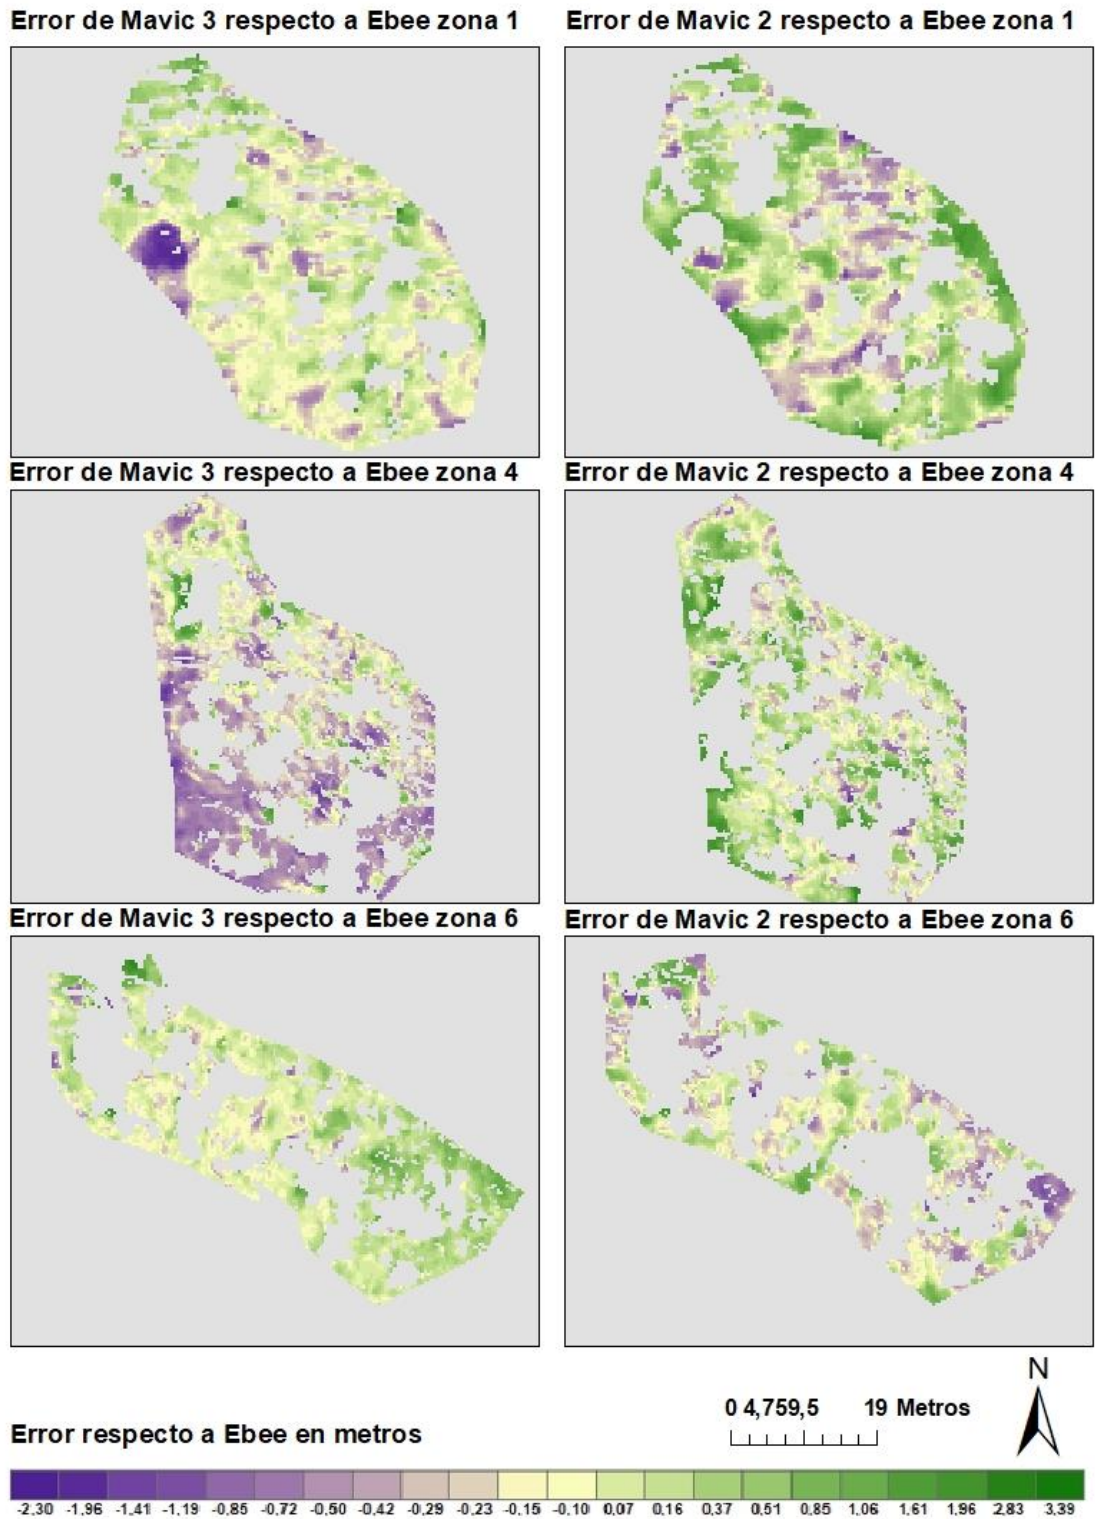 Error de Mavic 3 respecto a Ebee zona 1
Error de Mavic 2 respecto a Ebee zona 1
Error de Mavic 3 respecto a Ebee zona 4
Error de Mavic 2 respecto a Ebee zona 4
Error de Mavic 3 respecto a Ebee zona 6
Error de Mavic 2 respecto a Ebee zona 6
N
0 4,759,5 19 Metros
Error respecto a Ebee en metros
-2,30 -1,96 -1,41 -1,19 -0,85 -0,72 -0,50 -0,42 -0,29 -0,23 -0,15 -0,10 0,07 0,16 0,37 0,51 0,85 1,06 1,61 1,96 2,83 3,39